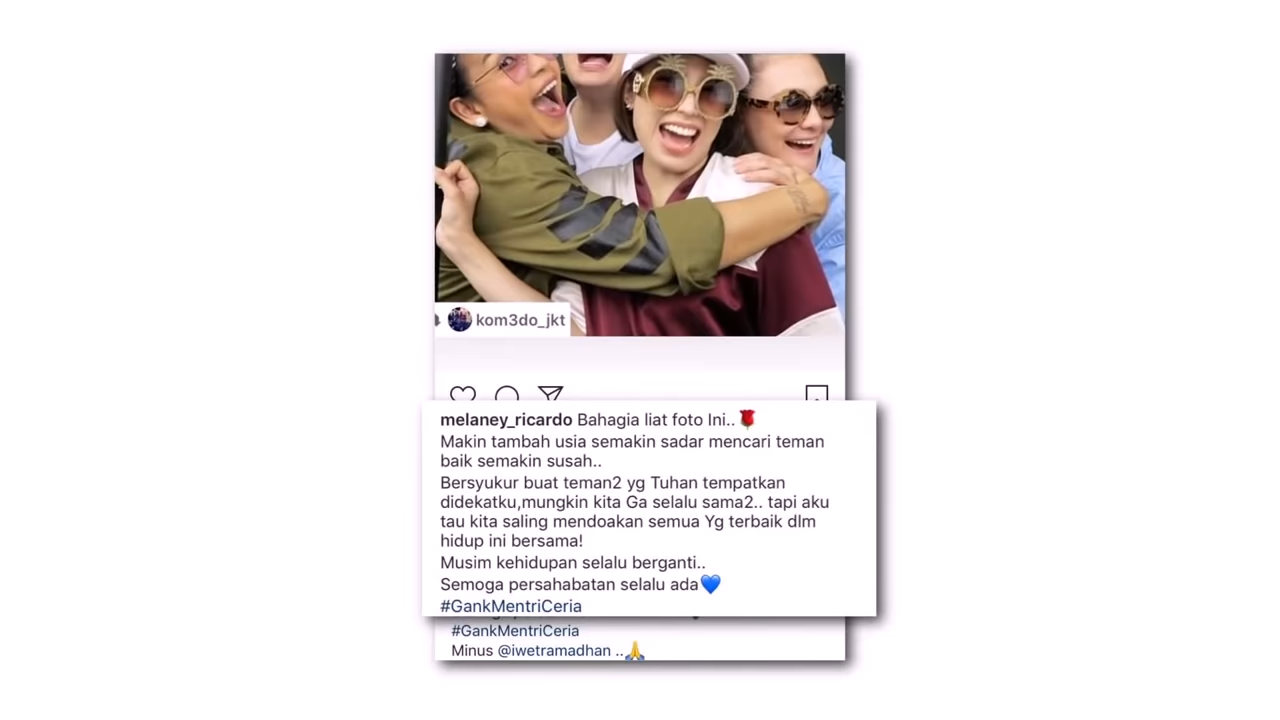 kom3do_jkt
melaney_ricardo Bahagia liat foto Ini..🌹
Makin tambah usia semakin sadar mencari teman
baik semakin susah..
Bersyukur buat teman2 yg Tuhan tempatkan
didekatku,mungkin kita Ga selalu sama2.. tapi aku
tau kita saling mendoakan semua Yg terbaik dlm
hidup ini bersama!
Musim kehidupan selalu berganti..
Semoga persahabatan selalu ada💙
#GankMentriCeria
#GankMentriCeria
Minus @iwetramadhan ..🙏